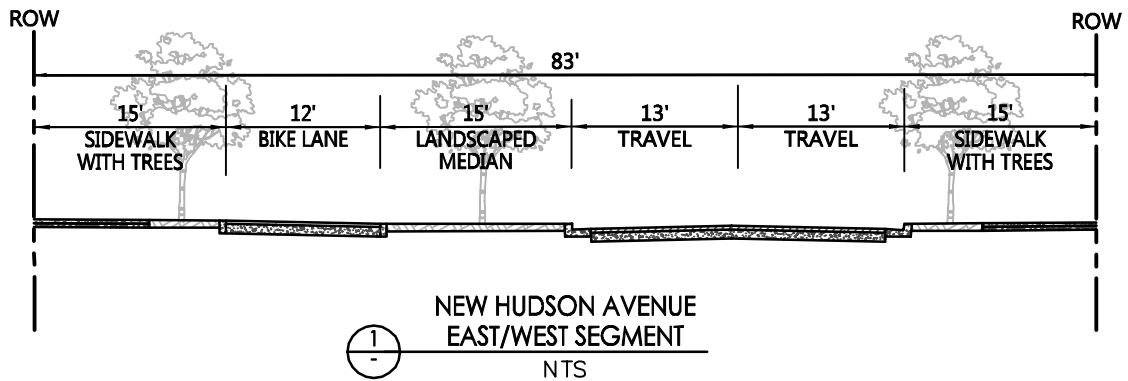 ROW
ROW
83'
15'
12'
15'
13'
13'
15'
SIDEWALK
WITH TREES
BIKE LANE
LANDSCAPED
MEDIAN
TRAVEL
TRAVEL
SIDEWALK
WITH TREES
NEW HUDSON AVENUE
EAST/WEST SEGMENT
1
-
NTS